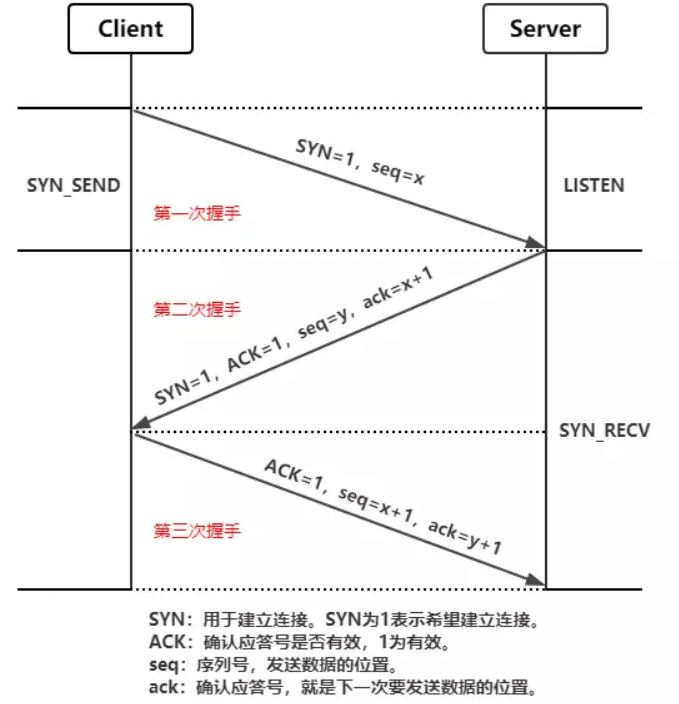 Client
Server
SYN=1, seq=x
SYN_SEND
LISTEN
第一次握手
第二次握手
SYN=1, ACK=1, seq=y, ack=x+1
SYN_RECV
ACK=1, seq=x+1, ack=y+1
第三次握手
SYN：用于建立连接。SYN为1表示希望建立连接。
ACK：确认应答号是否有效，1为有效。
seq：序列号，发送数据的位置。
ack：确认应答号，就是下一次要发送数据的位置。